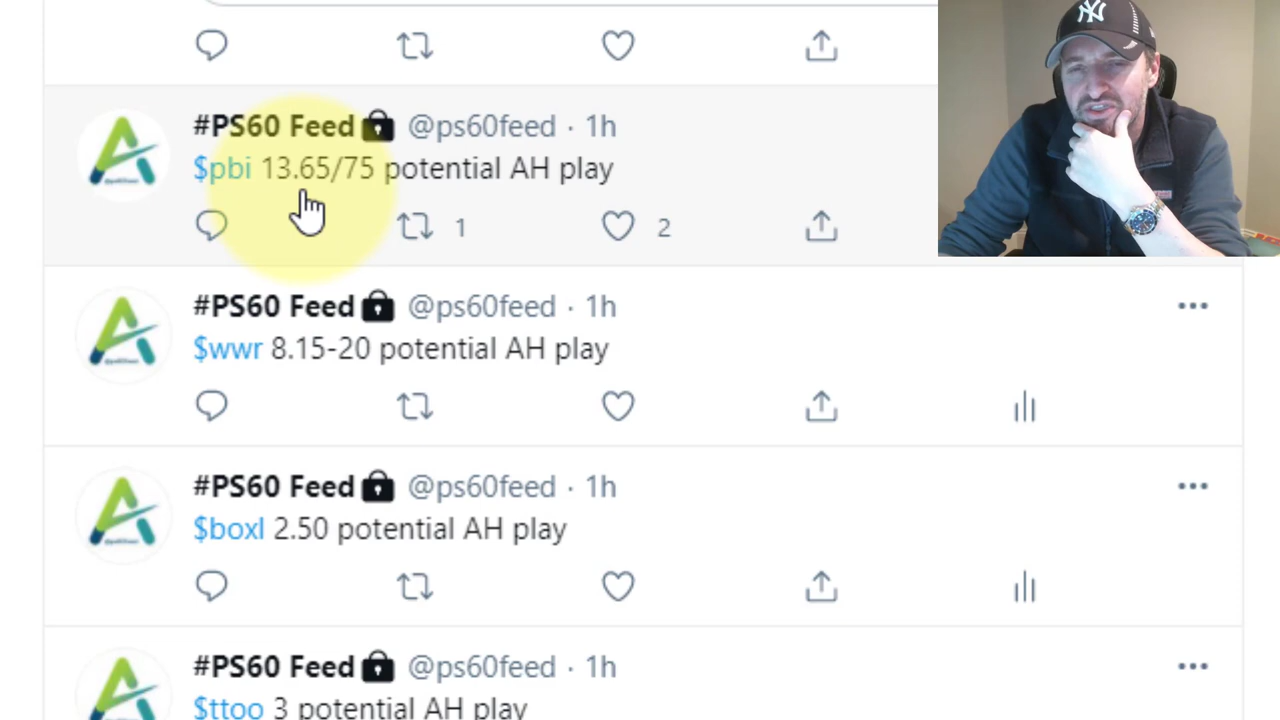 #PS60 Feed @ps60feed · 1h
$pbi 13.65/75 potential AH play
1 2
#PS60 Feed @ps60feed · 1h
$wwr 8.15-20 potential AH play
#PS60 Feed @ps60feed · 1h
$boxl 2.50 potential AH play
#PS60 Feed @ps60feed · 1h
$ttoo 3 potential AH play